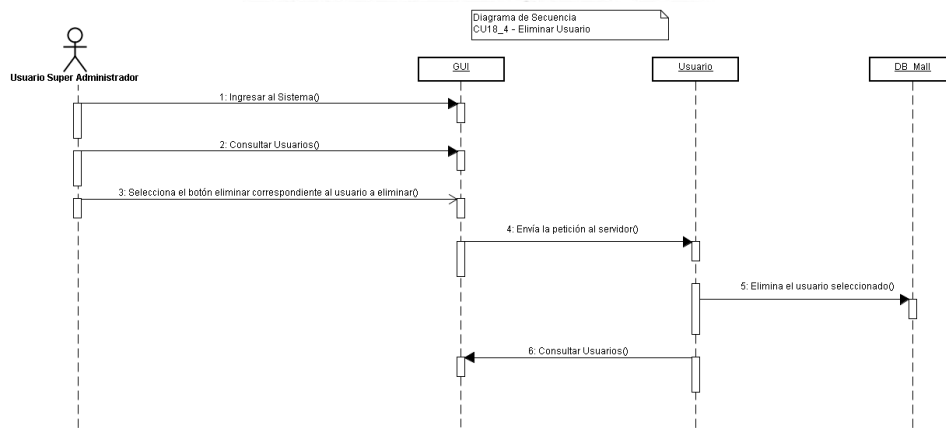 Diagrama de Secuencia
CU18_4 - Eliminar Usuario
Usuario Super Administrador
GUI
Usuario
DB_Mall
1: Ingresar al Sistema()
2: Consultar Usuarios()
3: Selecciona el botón eliminar correspondiente al usuario a eliminar()
4: Envía la petición al servidor()
5: Elimina el usuario seleccionado()
6: Consultar Usuarios()